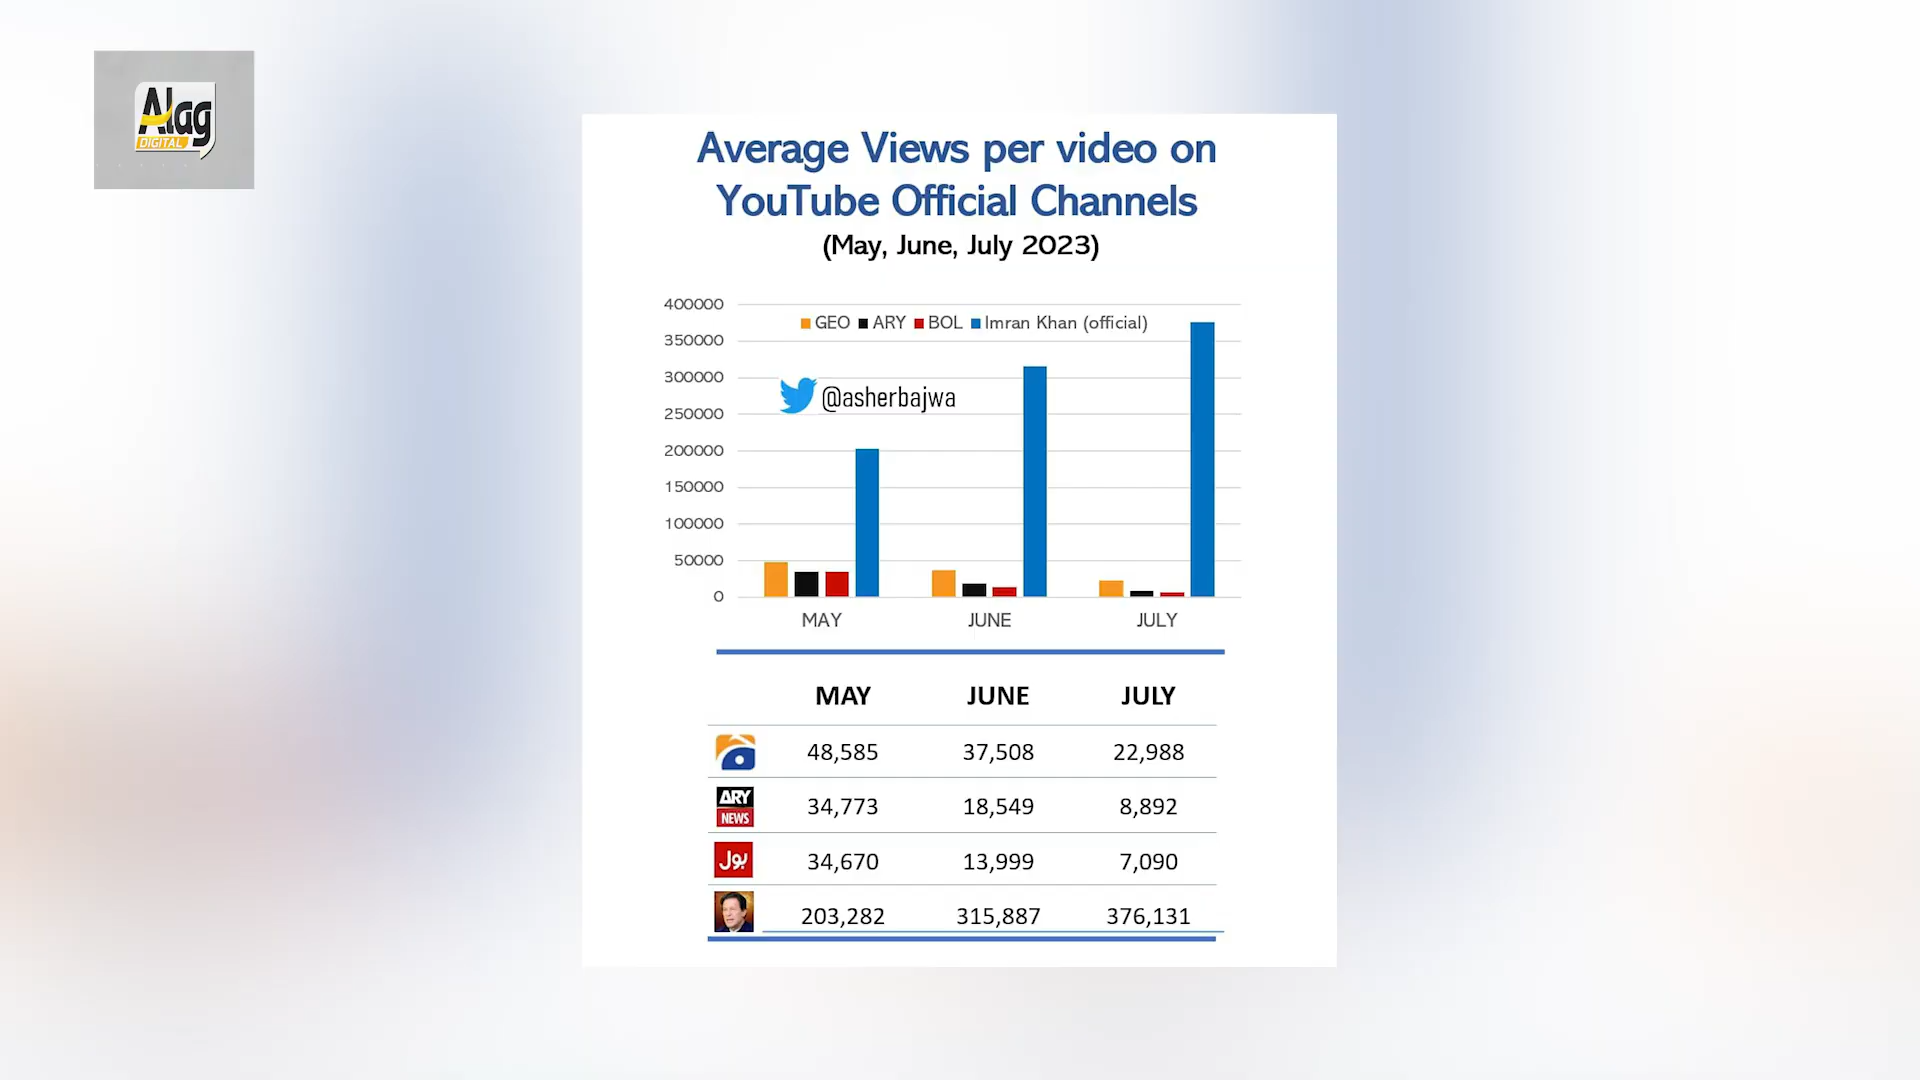 Alag
DIGITAL
Average Views per video on
YouTube Official Channels
(May, June, July 2023)
400000
350000
300000
250000
200000
150000
100000
50000
0
GEO ARY BOL Imran Khan (official)
@asherbajwa
MAY JUNE JULY
MAY JUNE JULY
48,585 37,508 22,988
ARY
NEWS
34,773 18,549 8,892
بول 34,670 13,999 7,090
203,282 315,887 376,131